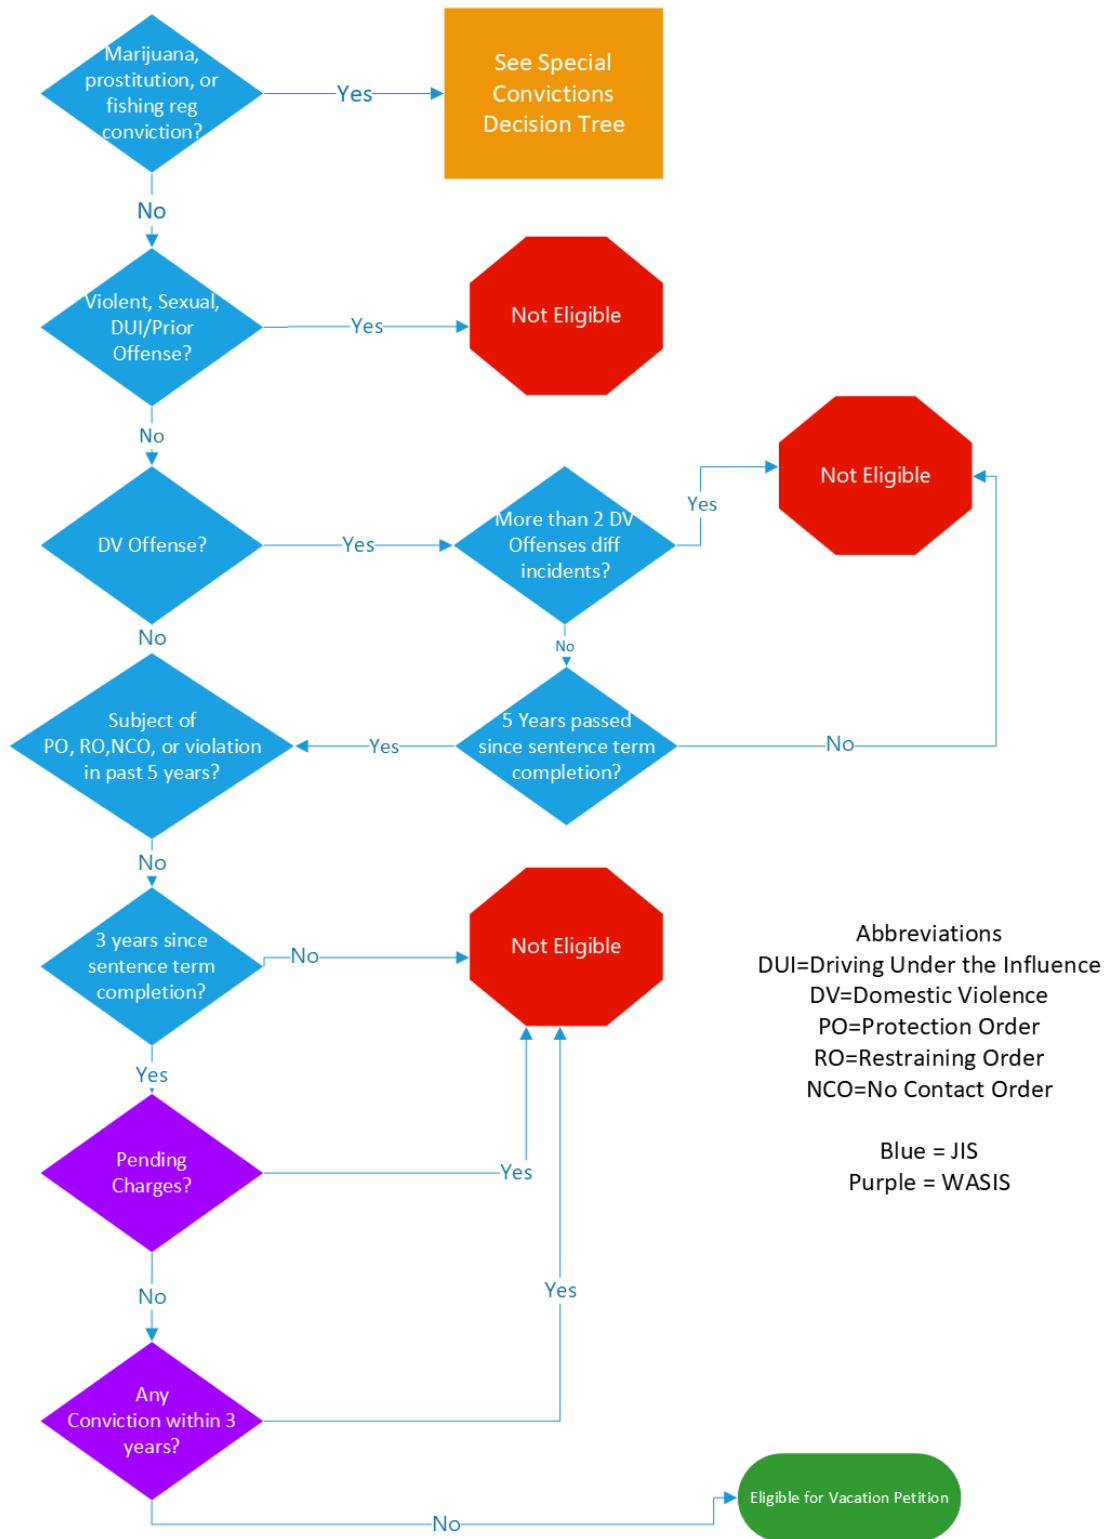 Marijuana,
prostitution, or
fishing reg
conviction?
Yes
See Special
Convictions
Decision Tree
No
Violent, Sexual,
DUI/Prior
Offense?
Yes
Not Eligible
No
DV Offense?
Yes
More than 2 DV
Offenses diff
incidents?
Yes
Not Eligible
No
No
Subject of
PO, RO,NCO, or violation
in past 5 years?
Yes
5 Years passed
since sentence term
completion?
No
No
3 years since
sentence term
completion?
No
Not Eligible
Abbreviations
DUI=Driving Under the Influence
DV=Domestic Violence
PO=Protection Order
RO=Restraining Order
NCO=No Contact Order
Blue = JIS
Purple = WASIS
Yes
Pending
Charges?
Yes
No
Yes
Any
Conviction within 3
years?
No
Eligible for Vacation Petition